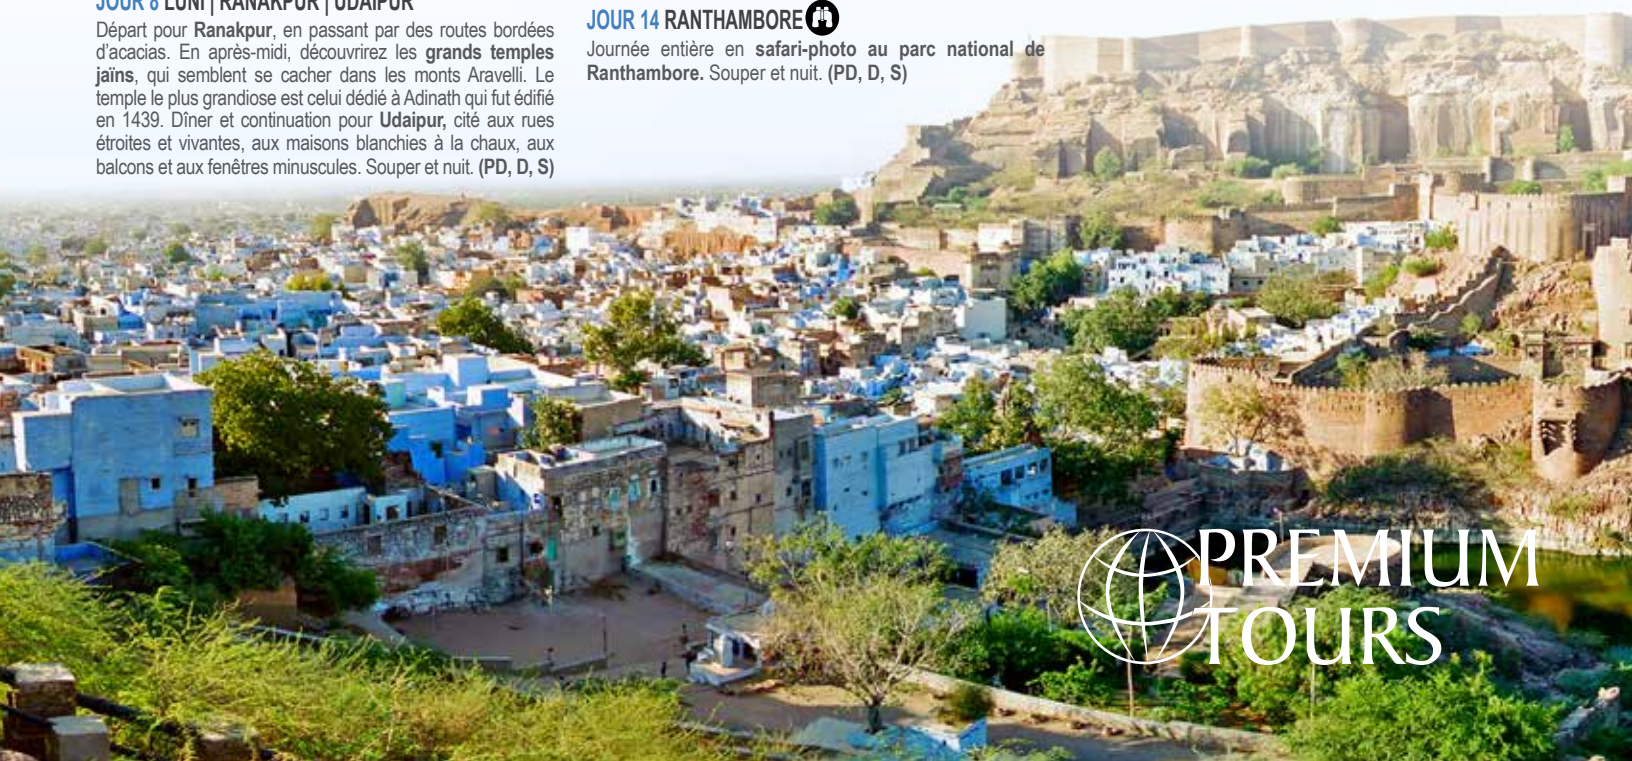 JOUR 8 LUNI | RANAKPUR | UDAIPUR
Départ pour Ranakpur, en passant par des routes bordées
d'acacias. En après-midi, découvrirez les grands temples
jaïns, qui semblent se cacher dans les monts Aravelli. Le
temple le plus grandiose est celui dédié à Adinath qui fut édifié
en 1439. Dîner et continuation pour Udaipur, cité aux rues
étroites et vivantes, aux maisons blanchies à la chaux, aux
balcons et aux fenêtres minuscules. Souper et nuit. (PD, D, S)
JOUR 14 RANTHAMBORE
Journée entière en safari-photo au parc national de
Ranthambore. Souper et nuit. (PD, D, S)
PREMIUM
TOURS